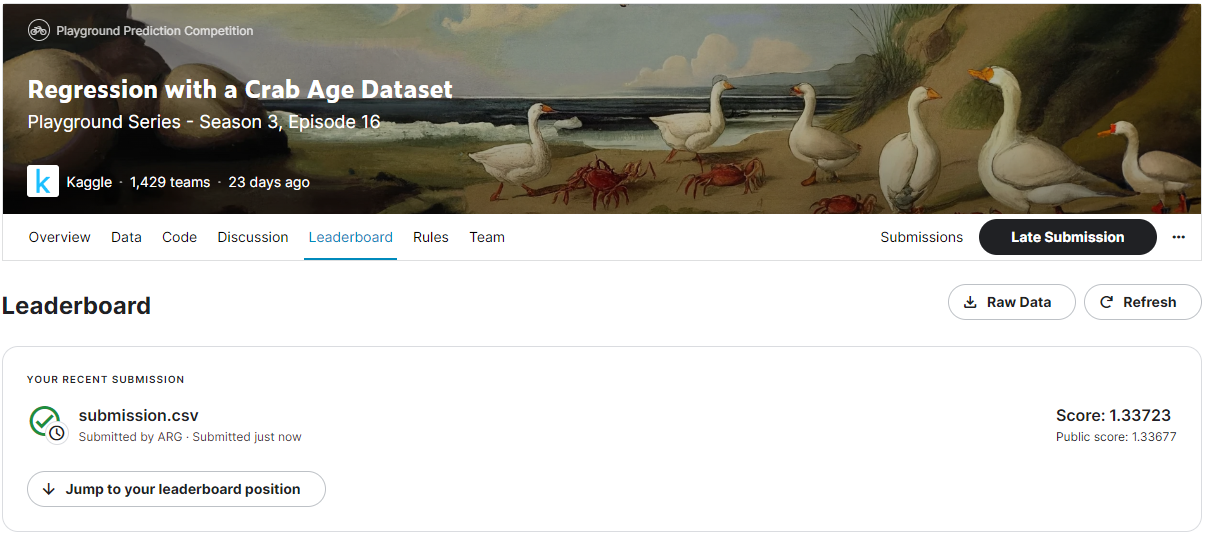 Playground Prediction Competition
Regression with a Crab Age Dataset
Playground Series - Season 3, Episode 16
k Kaggle · 1,429 teams · 23 days ago
Overview Data Code Discussion Leaderboard Rules Team Submissions Late Submission ···
Leaderboard Raw Data Refresh
YOUR RECENT SUBMISSION
submission.csv Score: 1.33723
Submitted by ARG · Submitted just now Public score: 1.33677
Jump to your leaderboard position